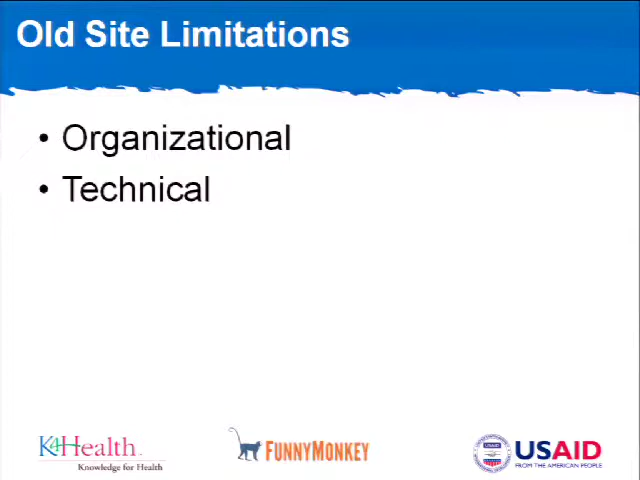 Old Site Limitations
• Organizational
• Technical
K4Health
Knowledge for Health
FUNNYMONKEY
USAID
FROM THE AMERICAN PEOPLE